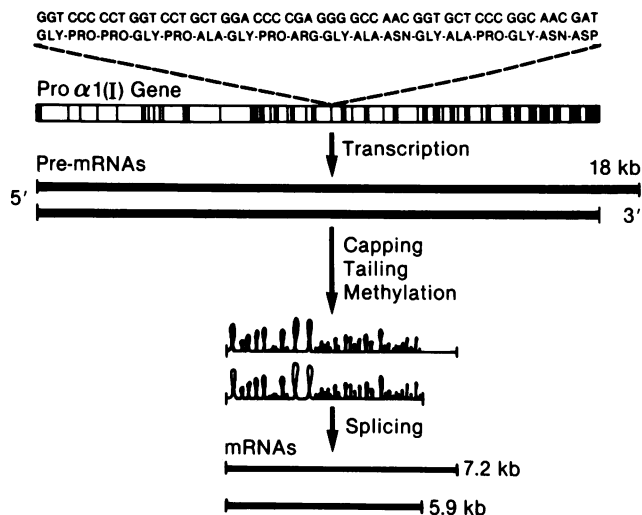 GGT CCC CCT GGT CCT GCT GGA CCC CGA GGG GCC AAC GGT GCT CCC GGC AAC GAT
GLY-PRO-PRO-GLY-PRO-ALA-GLY-PRO-ARG-GLY-ALA-ASN-GLY-ALA-PRO-GLY-ASN-ASP
Pro α1(I) Gene
Transcription
Pre-mRNAs
18 kb
5′
3′
Capping
Tailing
Methylation
Splicing
mRNAs
7.2 kb
5.9 kb